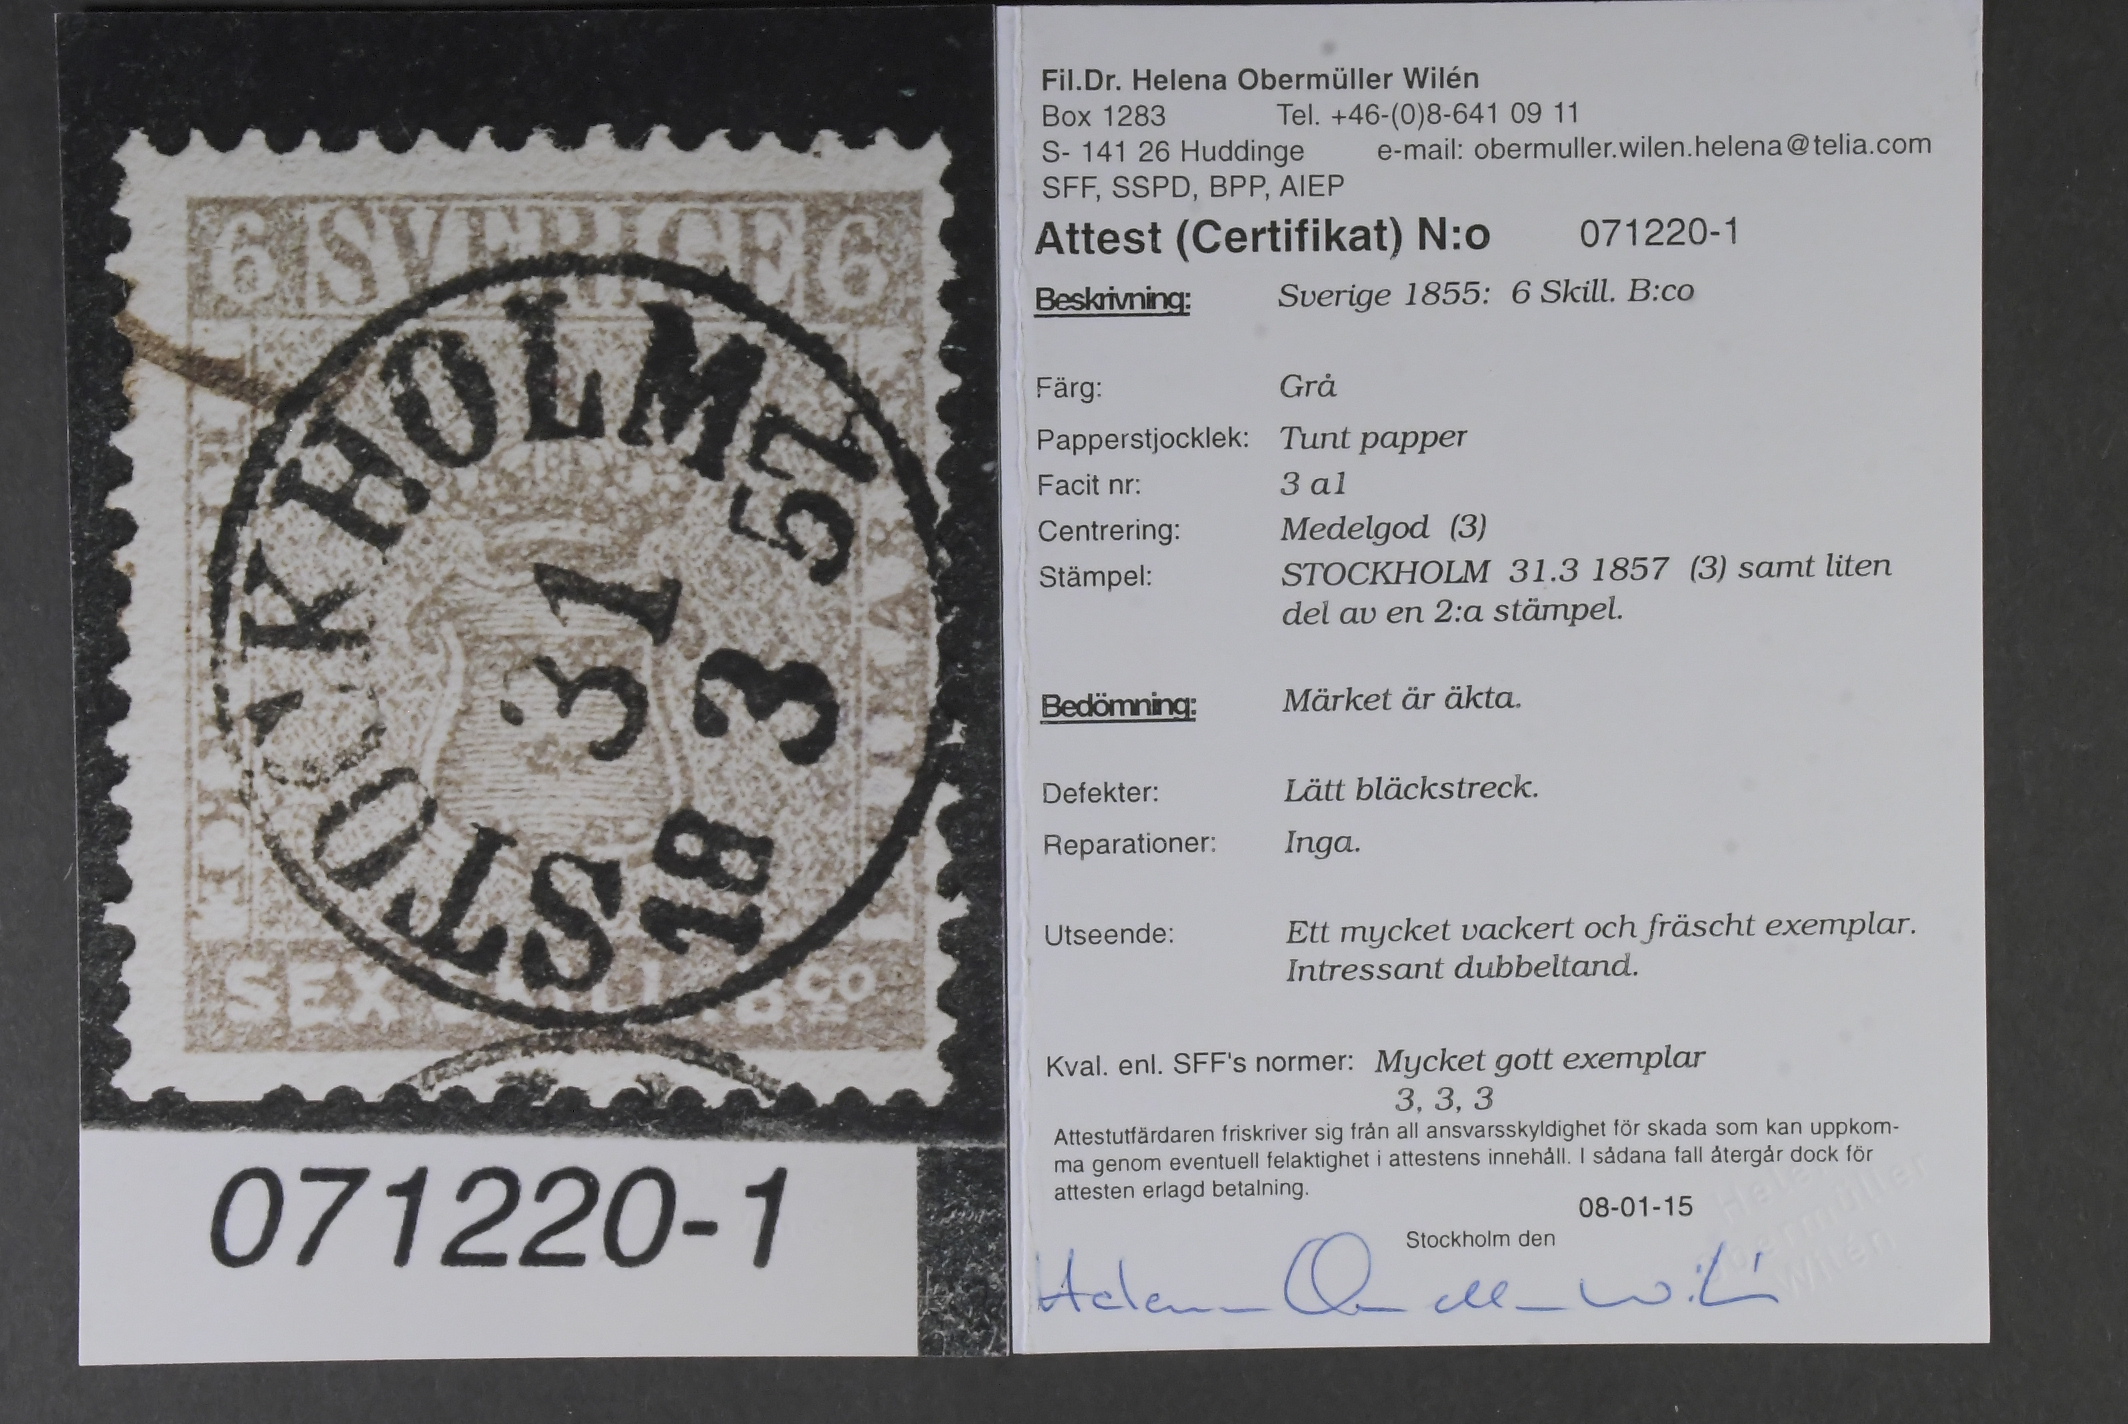 6 SVERIGE 6
STOCKHOLM
31
3
18 57
SEX
Bco
071220-1
Fil.Dr. Helena Obermüller Wilén
Box 1283 Tel. +46-(0)8-641 09 11
S- 141 26 Huddinge e-mail: obermuller.wilen.helena@telia.com
SFF, SSPD, BPP, AIEP
Attest (Certifikat) N:o 071220-1
Beskrivning: Sverige 1855: 6 Skill. B:co
Färg: Grå
Papperstjocklek: Tunt papper
Facit nr: 3 a1
Centrering: Medelgod (3)
Stämpel: STOCKHOLM 31.3 1857 (3) samt liten
del av en 2:a stämpel.
Bedömning: Märket är äkta.
Defekter: Lätt bläckstreck.
Reparationer: Inga.
Utseende: Ett mycket vackert och fräscht exemplar.
Intressant dubbeltand.
Kval. enl. SFF's normer: Mycket gott exemplar
3, 3, 3
Attestutfärdaren friskriver sig från all ansvarsskyldighet för skada som kan uppkom-
ma genom eventuell felaktighet i attestens innehåll. I sådana fall återgår dock för
attesten erlagd betalning.
08-01-15
Stockholm den
Helena
Obermüller
Wilén